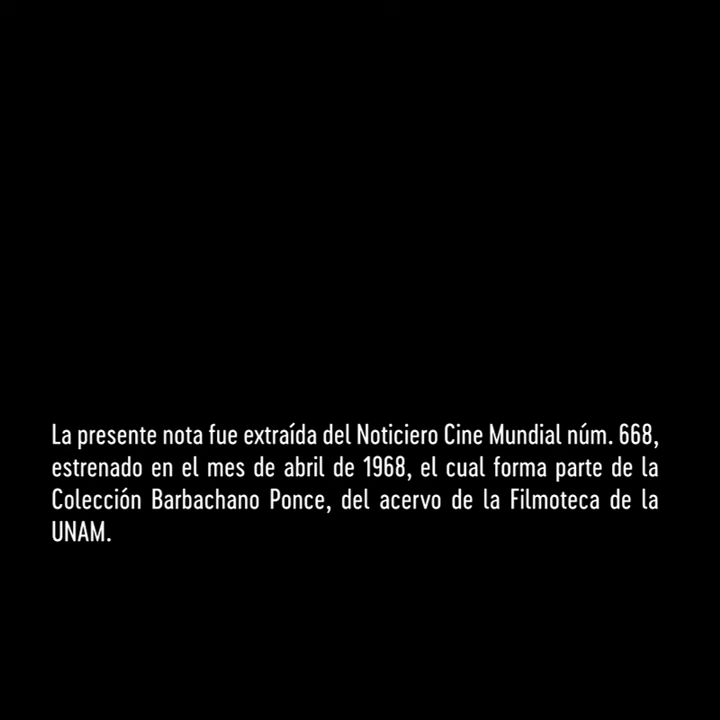 La presente nota fue extraída del Noticiero Cine Mundial núm. 668,
estrenado en el mes de abril de 1968, el cual forma parte de la
Colección Barbachano Ponce, del acervo de la Filmoteca de la
UNAM.